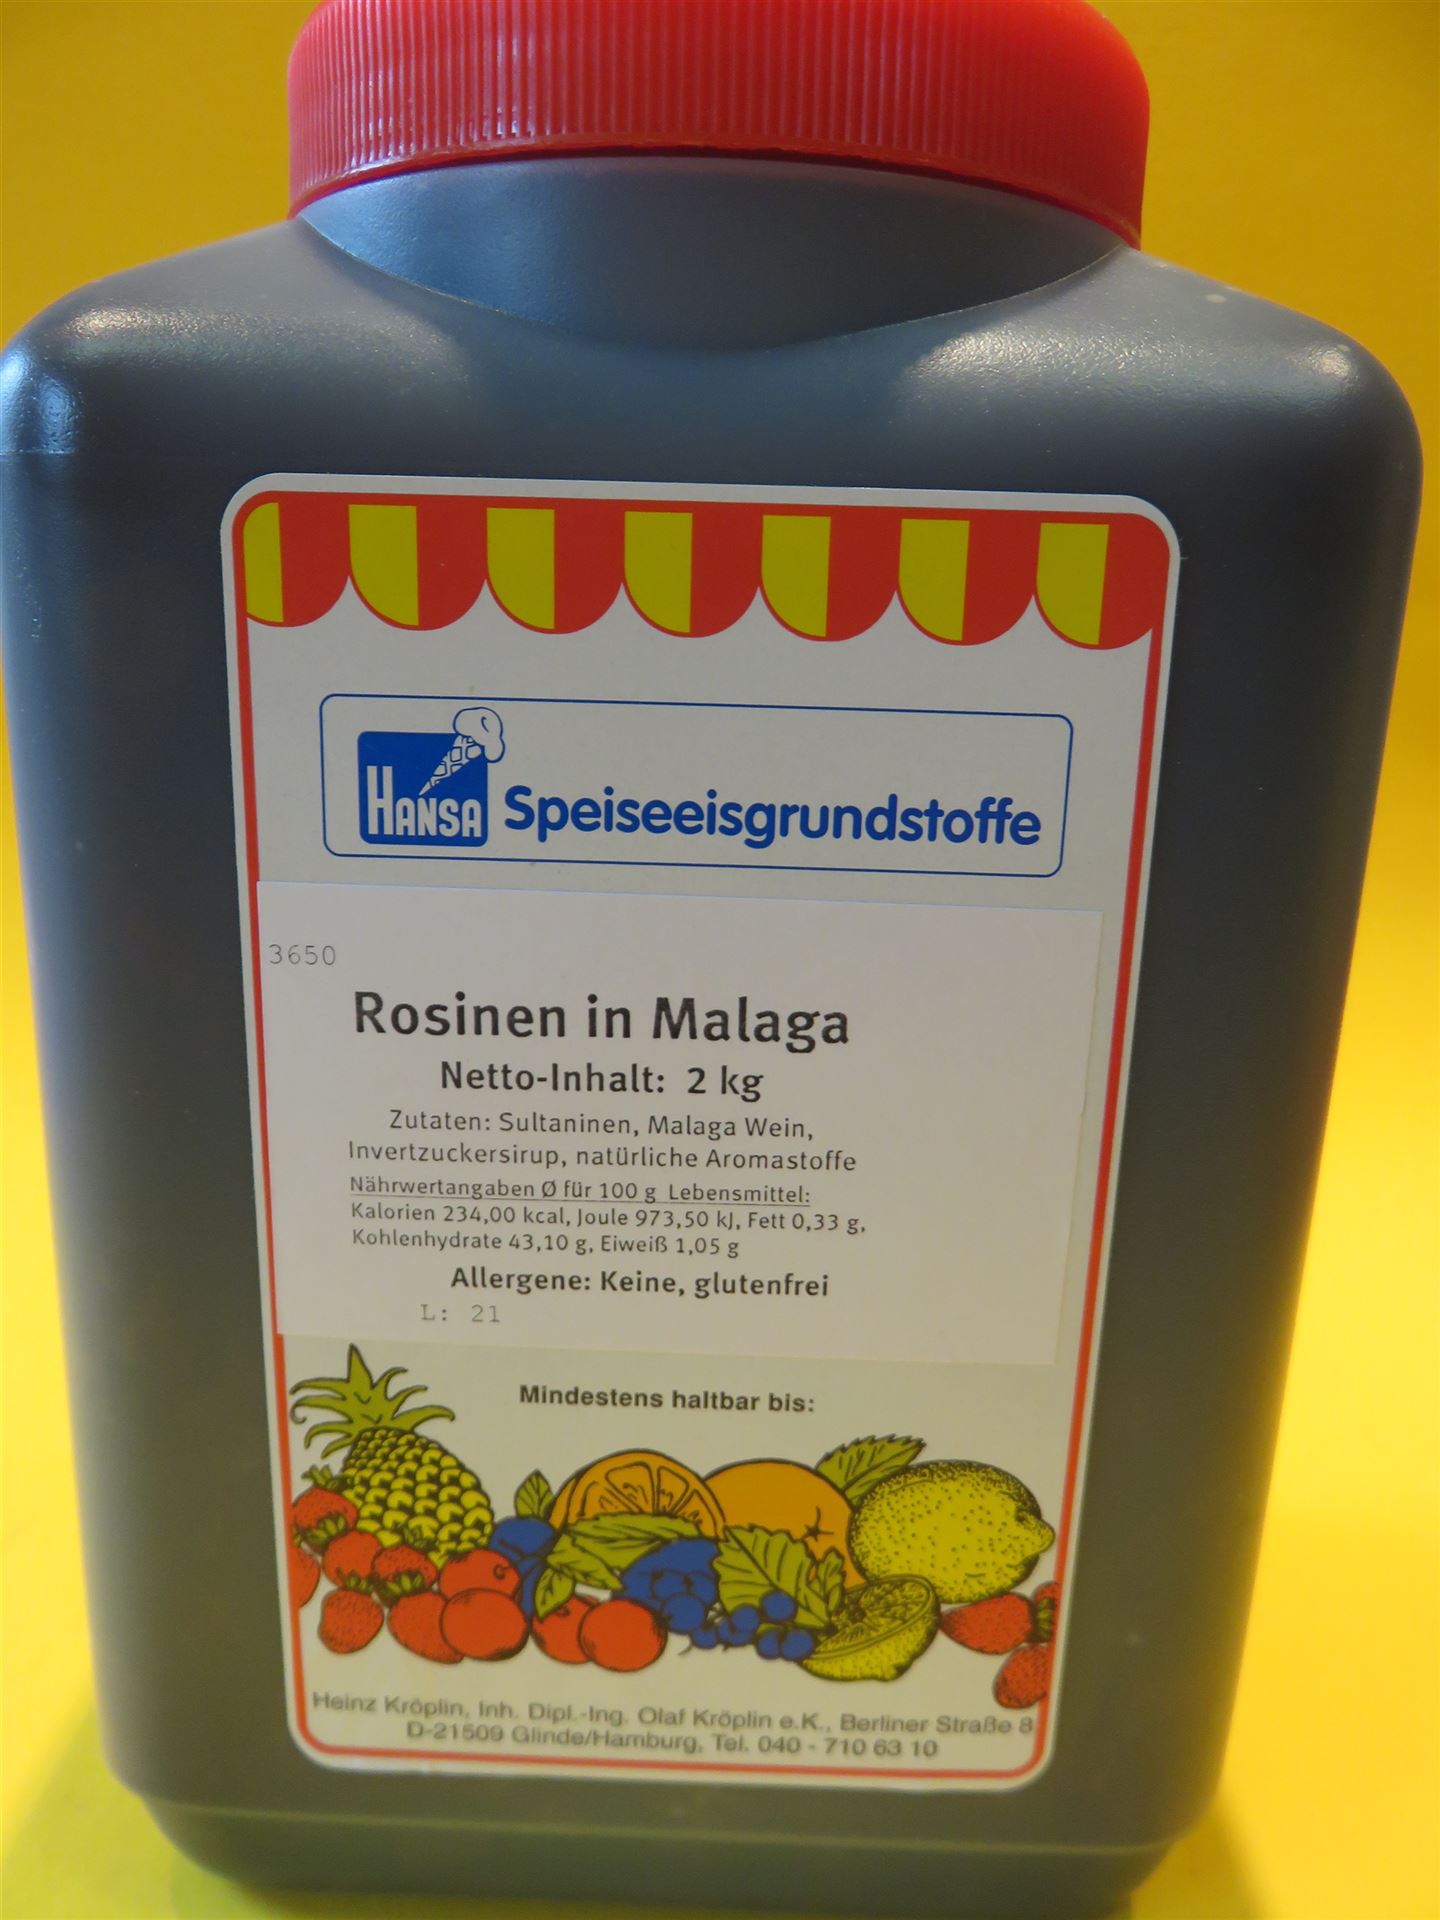 HANSA Speiseeisgrundstoffe
3650
Rosinen in Malaga
Netto-Inhalt: 2 kg
Zutaten: Sultaninen, Malaga Wein,
Invertzuckersirup, natürliche Aromastoffe
Nährwertangaben Ø für 100 g Lebensmittel:
Kalorien 234,00 kcal, Joule 973,50 kJ, Fett 0,33 g,
Kohlenhydrate 43,10 g, Eiweiß 1,05 g
Allergene: Keine, glutenfrei
L: 21
Mindestens haltbar bis:
Heinz Kröplin, Inh. Dipl.-Ing. Olaf Kröplin e.K., Berliner Straße 8
D-21509 Glinde/Hamburg, Tel. 040 - 710 63 10